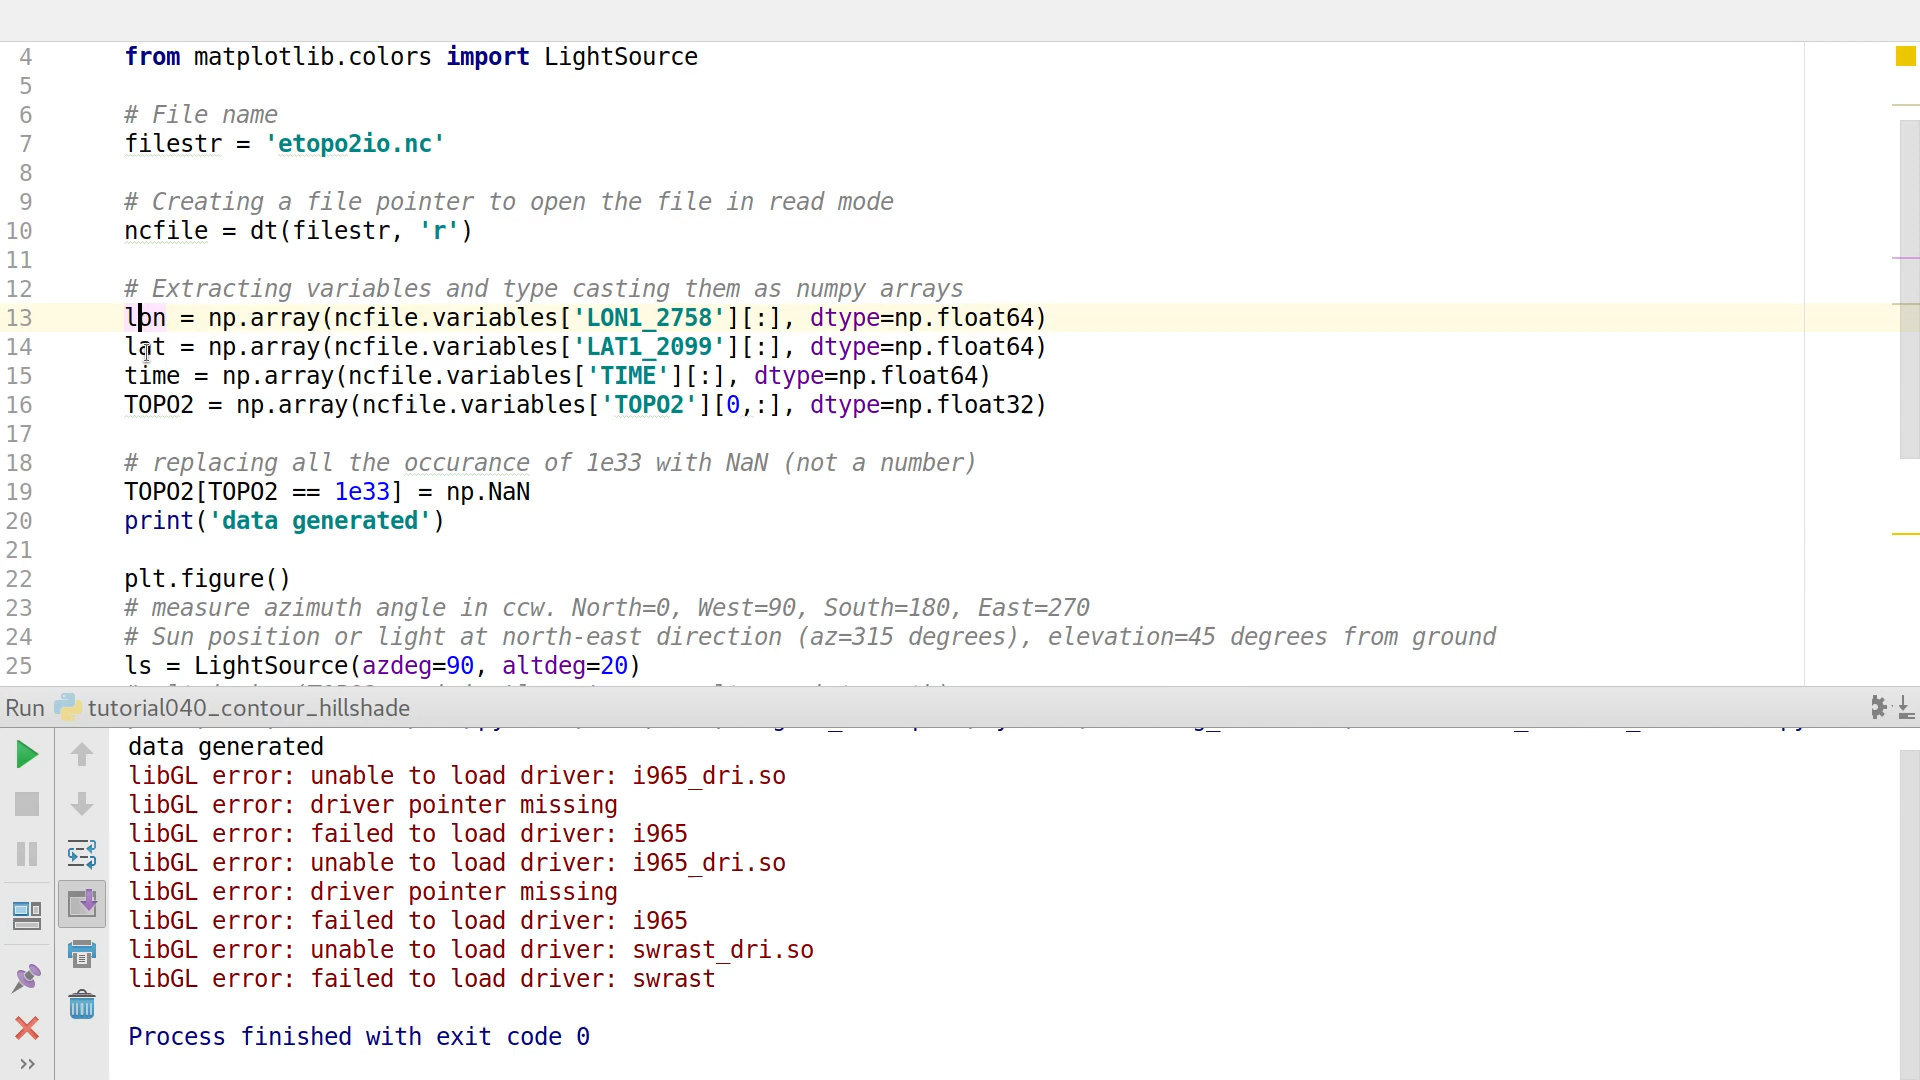 4 from matplotlib.colors import LightSource
5
6 # File name
7 filestr = 'etopo2io.nc'
8
9 # Creating a file pointer to open the file in read mode
10 ncfile = dt(filestr, 'r')
11
12 # Extracting variables and type casting them as numpy arrays
13 lon = np.array(ncfile.variables['LON1_2758'][:], dtype=np.float64)
14 lat = np.array(ncfile.variables['LAT1_2099'][:], dtype=np.float64)
15 time = np.array(ncfile.variables['TIME'][:], dtype=np.float64)
16 TOPO2 = np.array(ncfile.variables['TOPO2'][0,:], dtype=np.float32)
17
18 # replacing all the occurance of 1e33 with NaN (not a number)
19 TOPO2[TOPO2 == 1e33] = np.NaN
20 print('data generated')
21
22 plt.figure()
23 # measure azimuth angle in ccw. North=0, West=90, South=180, East=270
24 # Sun position or light at north-east direction (az=315 degrees), elevation=45 degrees from ground
25 ls = LightSource(azdeg=90, altdeg=20)
Run tutorial040_contour_hillshade
data generated
libGL error: unable to load driver: i965_dri.so
libGL error: driver pointer missing
libGL error: failed to load driver: i965
libGL error: unable to load driver: i965_dri.so
libGL error: driver pointer missing
libGL error: failed to load driver: i965
libGL error: unable to load driver: swrast_dri.so
libGL error: failed to load driver: swrast
Process finished with exit code 0